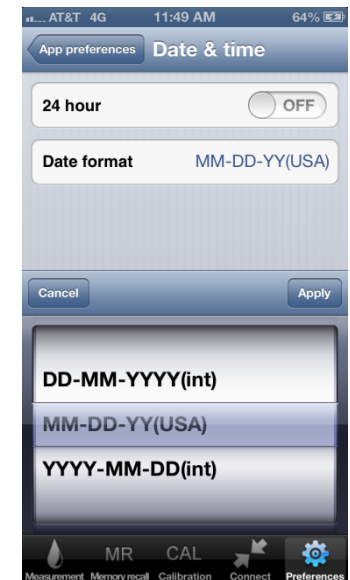 AT&T 4G 11:49 AM 64%
App preferences Date & time
24 hour OFF
Date format MM-DD-YY(USA)
Cancel Apply
DD-MM-YYYY(int)
MM-DD-YY(USA)
YYYY-MM-DD(int)
MR CAL
Measurement Memory recall Calibration Connect Preferences